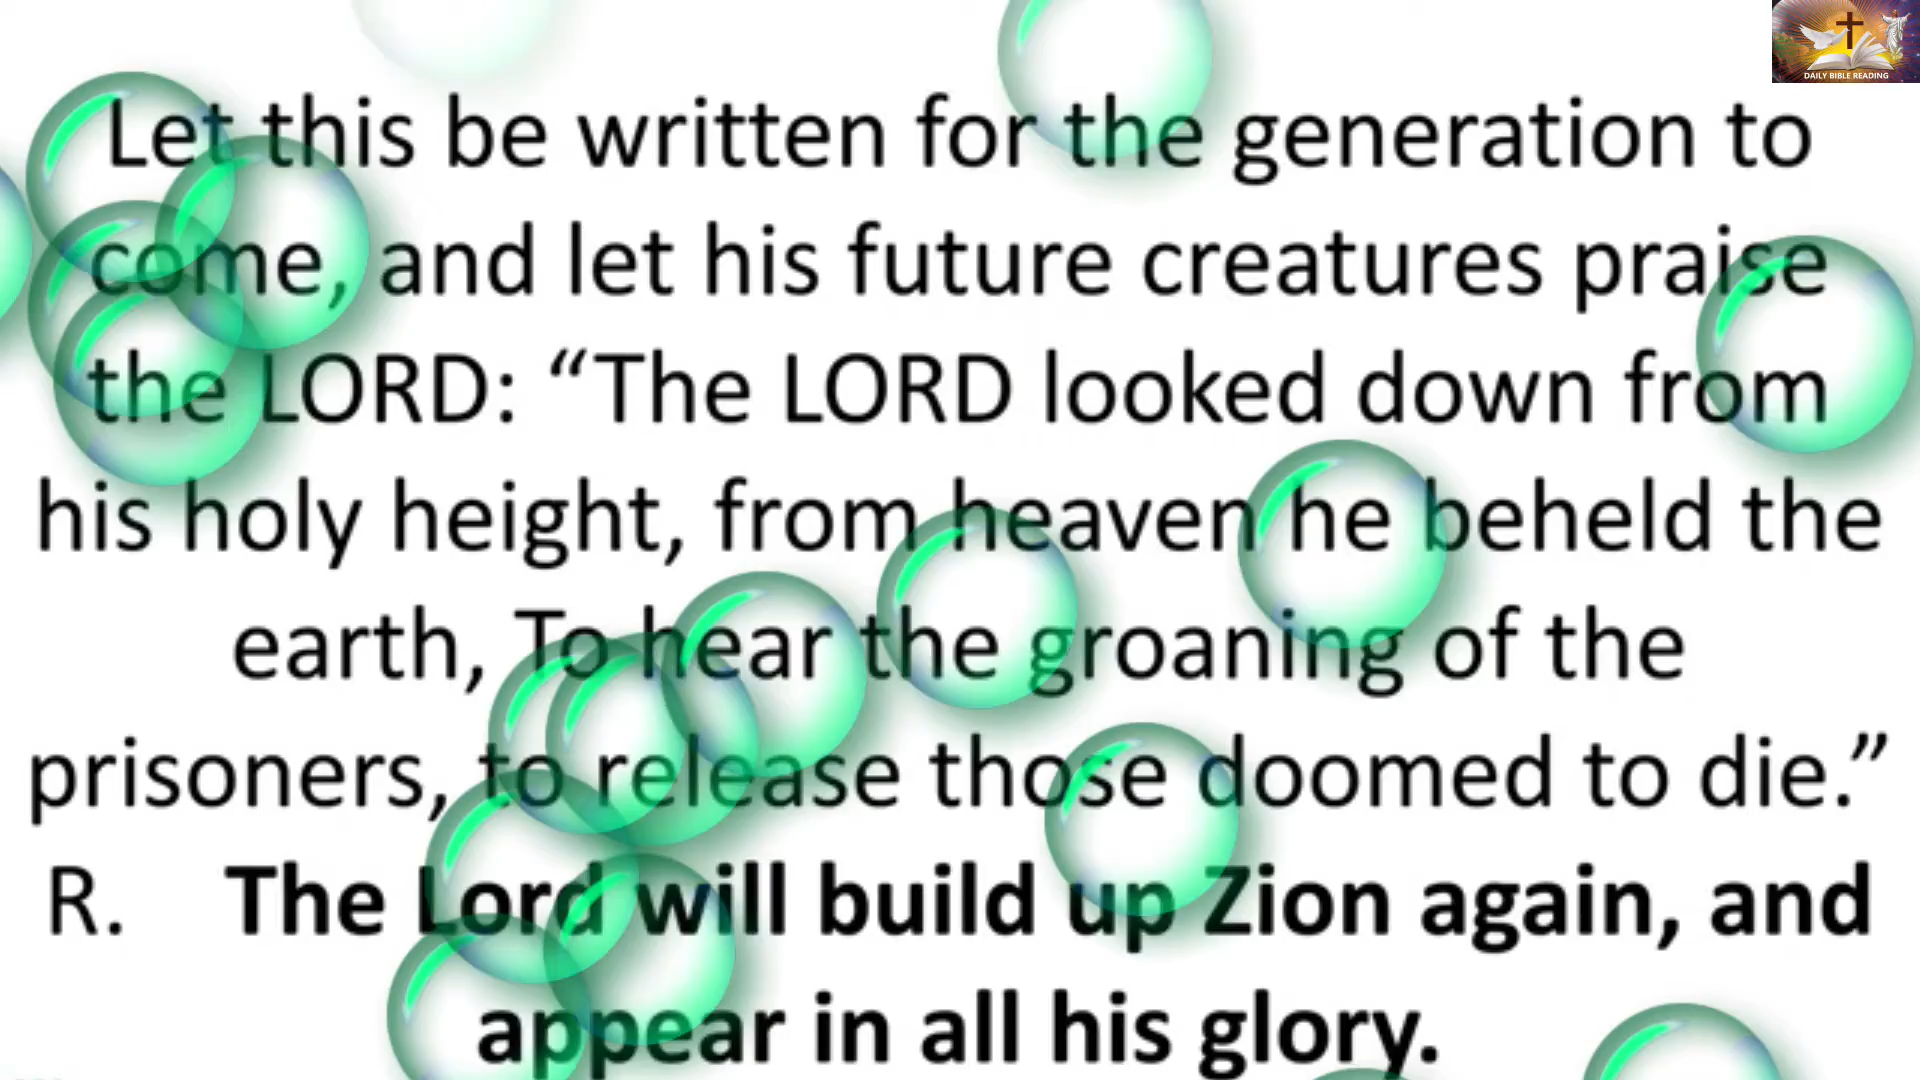 DAILY BIBLE READING
Let this be written for the generation to
come, and let his future creatures praise
the LORD: “The LORD looked down from
his holy height, from heaven he beheld the
earth, To hear the groaning of the
prisoners, to release those doomed to die.”
R. The Lord will build up Zion again, and
appear in all his glory.